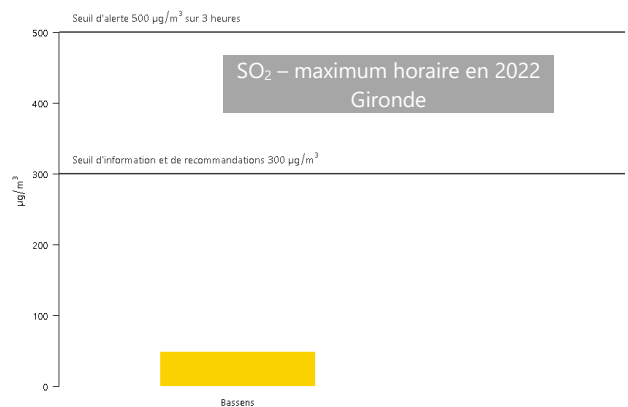 Seuil d'alerte 500 µg/m³ sur 3 heures
500
SO₂ – maximum horaire en 2022
Gironde
400
Seuil d'information et de recommandations 300 µg/m³
300
µg/m³
200
100
0
Bassens